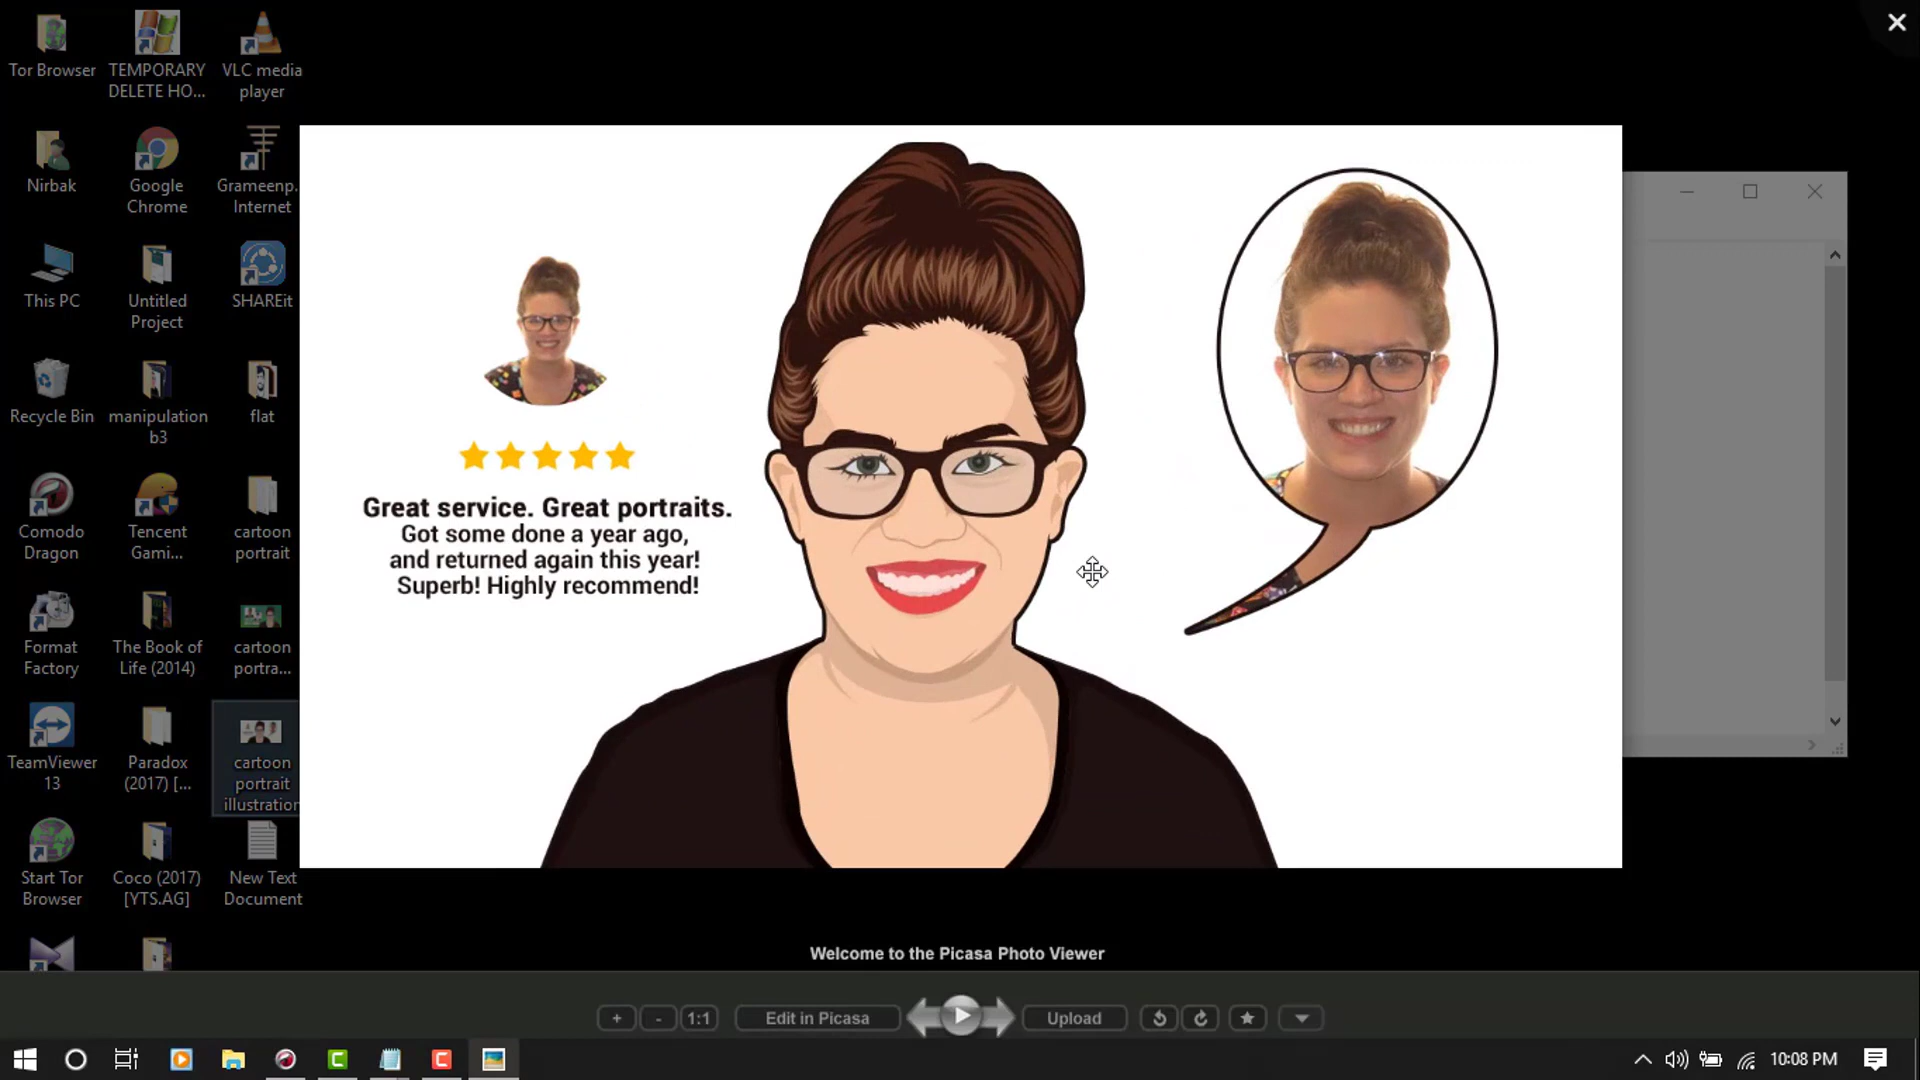 Tor Browser
TEMPORARY
DELETE HO...
VLC media
player
Nirbak
Google
Chrome
Grameenp.
Internet
This PC
Untitled
Project
SHAREit
Recycle Bin
manipulation
b3
flat
Comodo
Dragon
Tencent
Gami...
cartoon
portrait
Format
Factory
The Book of
Life (2014)
cartoon
portra...
TeamViewer
13
Paradox
(2017) [...
cartoon
portrait
illustration
Start Tor
Browser
Coco (2017)
[YTS.AG]
New Text
Document
Great service. Great portraits.
Got some done a year ago,
and returned again this year!
Superb! Highly recommend!
Welcome to the Picasa Photo Viewer
+ - 1:1 Edit in Picasa Upload
10:08 PM